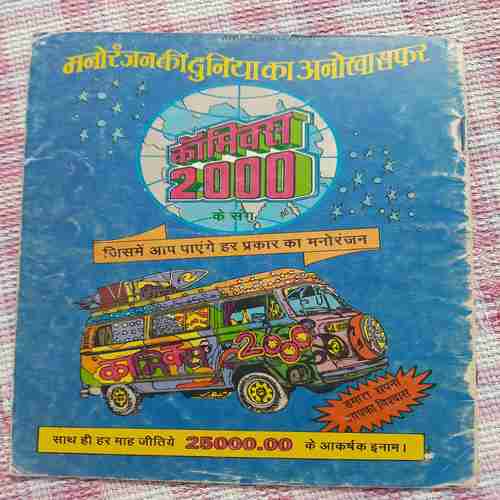 मनोरंजन की दुनिया का अनोखा सफर
कॉमिक्स
2000
के संग
जिसमें आप पाएंगे हर प्रकार का मनोरंजन
कॉमिक्स 2000
हमारा सपना
आपका विश्वास
साथ ही हर माह जीतिये 25000.00 के आकर्षक इनाम।